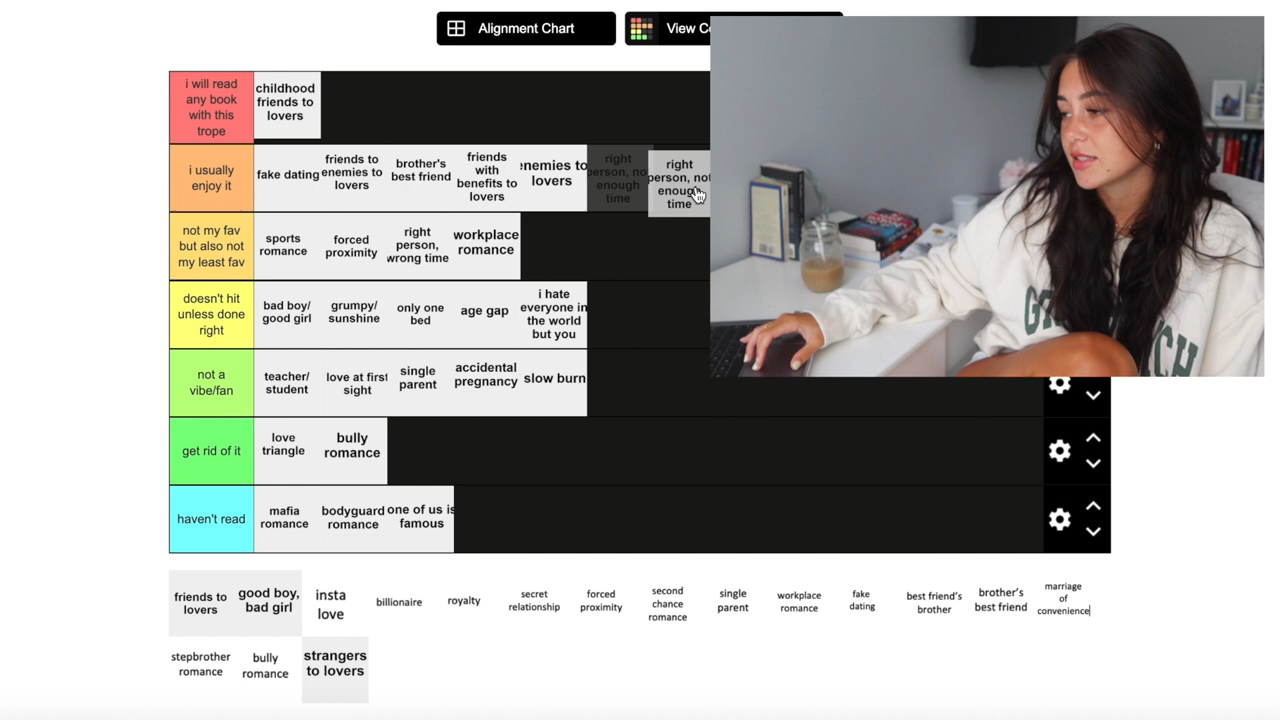 Alignment Chart
View
i will read
any book
with this
trope
childhood
friends to
lovers
i usually
enjoy it
fake dating
friends to
enemies to
lovers
brother's
best friend
friends
with
benefits to
lovers
enemies to
lovers
right
person, no
enough
time
right
person, not
enough
time
not my fav
but also not
my least fav
sports
romance
forced
proximity
right
person,
wrong time
workplace
romance
doesn't hit
unless done
right
bad boy/
good girl
grumpy/
sunshine
only one
bed
age gap
i hate
everyone in
the world
but you
not a
vibe/fan
teacher/
student
love at first
sight
single
parent
accidental
pregnancy
slow burn
get rid of it
love
triangle
bully
romance
haven't read
mafia
romance
bodyguard
romance
one of us is
famous
friends to
lovers
good boy,
bad girl
insta
love
billionaire
royalty
secret
relationship
forced
proximity
second
chance
romance
single
parent
workplace
romance
fake
dating
best friend's
brother
brother's
best friend
marriage
of
convenience
stepbrother
romance
bully
romance
strangers
to lovers